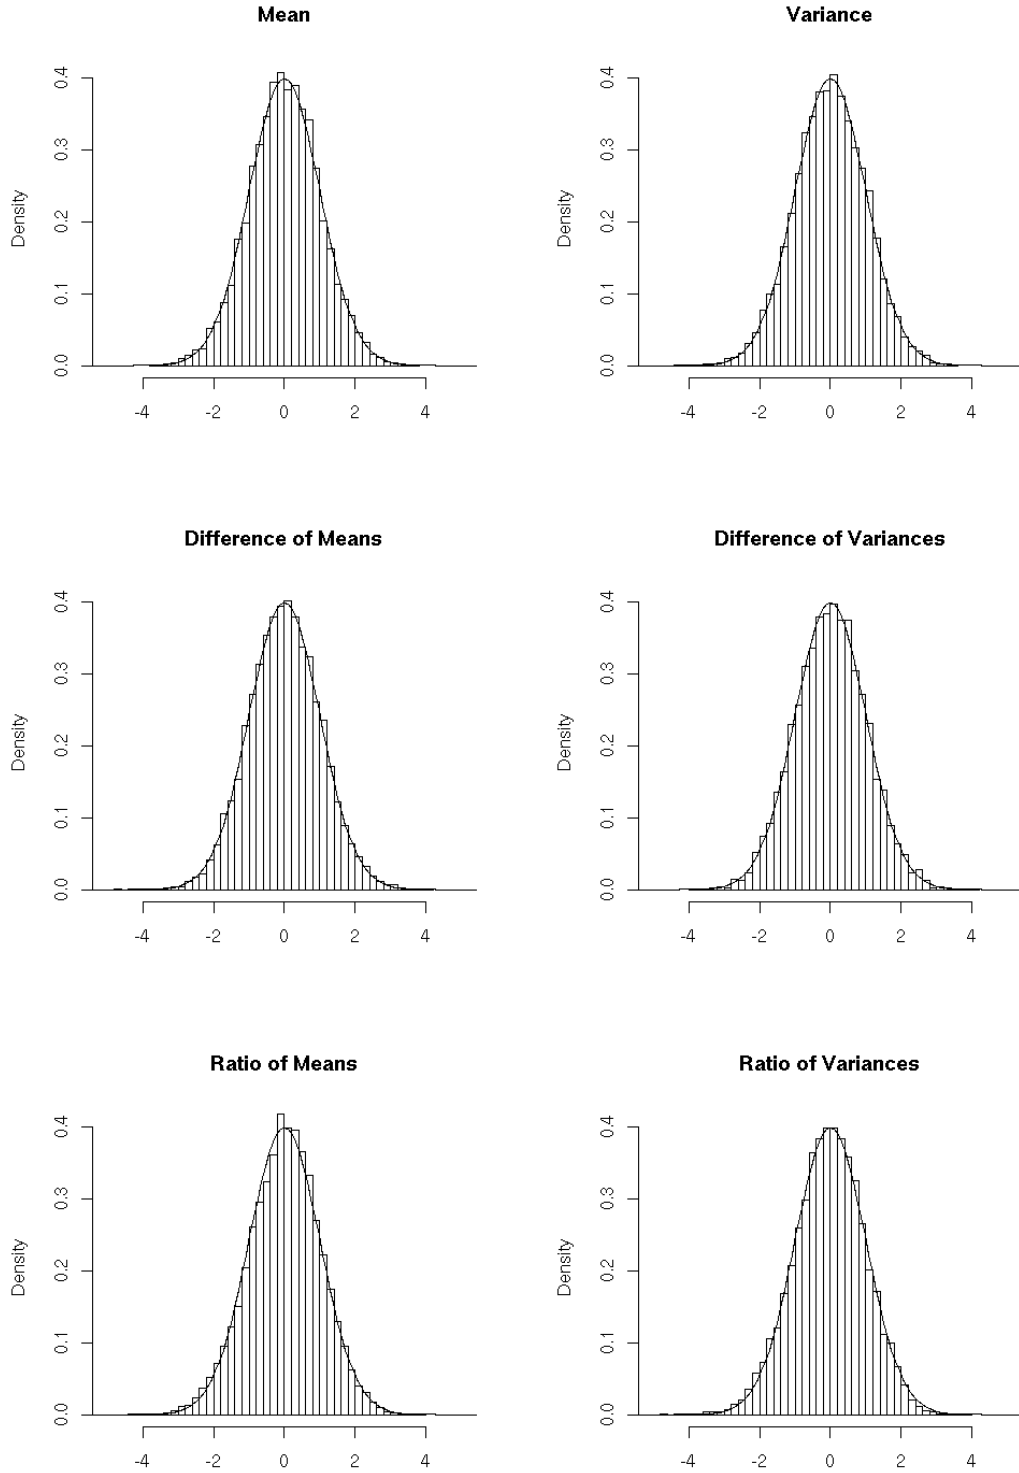 Mean
Variance
Density
0.0 0.1 0.2 0.3 0.4
-4 -2 0 2 4
Density
0.0 0.1 0.2 0.3 0.4
-4 -2 0 2 4
Difference of Means
Difference of Variances
Density
0.0 0.1 0.2 0.3 0.4
-4 -2 0 2 4
Density
0.0 0.1 0.2 0.3 0.4
-4 -2 0 2 4
Ratio of Means
Ratio of Variances
Density
0.0 0.1 0.2 0.3 0.4
-4 -2 0 2 4
Density
0.0 0.1 0.2 0.3 0.4
-4 -2 0 2 4